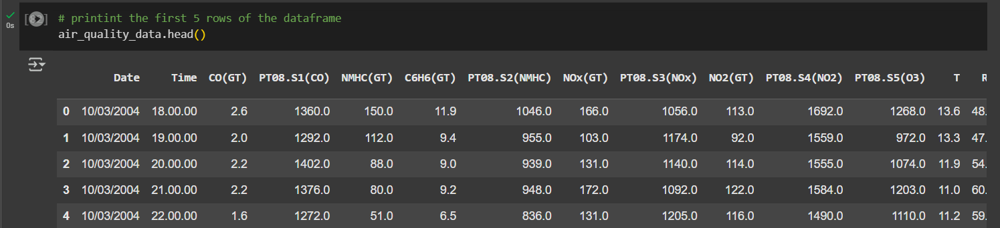 # printint the first 5 rows of the dataframe
air_quality_data.head()
0s
Date Time CO(GT) PT08.S1(CO) NMHC(GT) C6H6(GT) PT08.S2(NMHC) NOx(GT) PT08.S3(NOx) NO2(GT) PT08.S4(NO2) PT08.S5(O3) T R
0 10/03/2004 18.00.00 2.6 1360.0 150.0 11.9 1046.0 166.0 1056.0 113.0 1692.0 1268.0 13.6 48.
1 10/03/2004 19.00.00 2.0 1292.0 112.0 9.4 955.0 103.0 1174.0 92.0 1559.0 972.0 13.3 47.
2 10/03/2004 20.00.00 2.2 1402.0 88.0 9.0 939.0 131.0 1140.0 114.0 1555.0 1074.0 11.9 54.
3 10/03/2004 21.00.00 2.2 1376.0 80.0 9.2 948.0 172.0 1092.0 122.0 1584.0 1203.0 11.0 60.
4 10/03/2004 22.00.00 1.6 1272.0 51.0 6.5 836.0 131.0 1205.0 116.0 1490.0 1110.0 11.2 59.